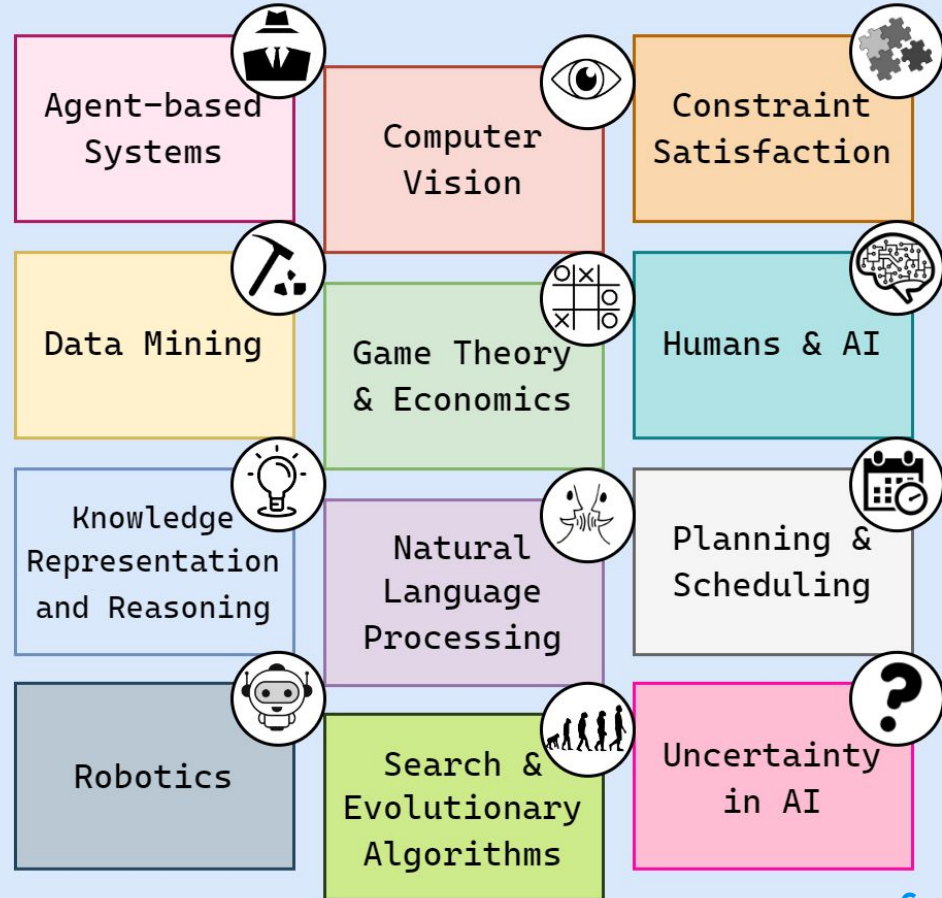 Agent-based
Systems
Computer
Vision
Constraint
Satisfaction
Data Mining
Game Theory
& Economics
Humans & AI
Knowledge
Representation
and Reasoning
Natural
Language
Processing
Planning &
Scheduling
Robotics
Search &
Evolutionary
Algorithms
Uncertainty
in AI